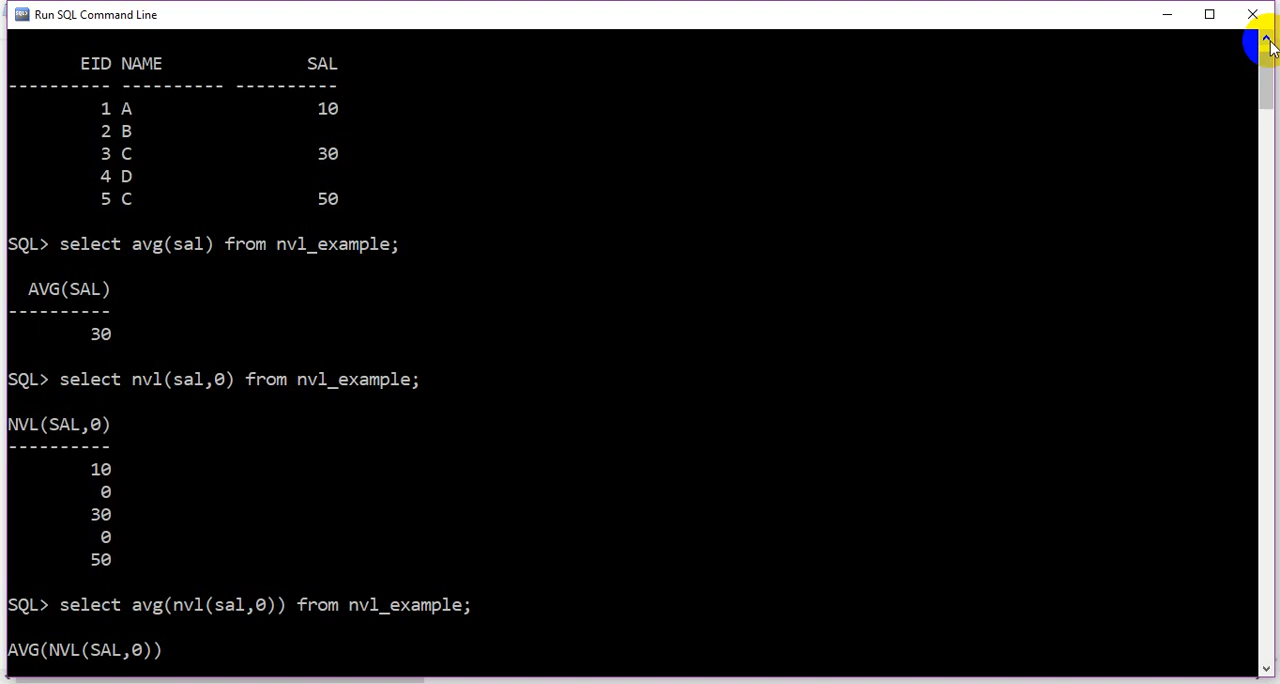 Run SQL Command Line
       EID NAME              SAL
---------- ---------- ----------
         1 A                  10
         2 B
         3 C                  30
         4 D
         5 C                  50
SQL> select avg(sal) from nvl_example;
  AVG(SAL)
----------
        30
SQL> select nvl(sal,0) from nvl_example;
NVL(SAL,0)
----------
        10
         0
        30
         0
        50
SQL> select avg(nvl(sal,0)) from nvl_example;
AVG(NVL(SAL,0))